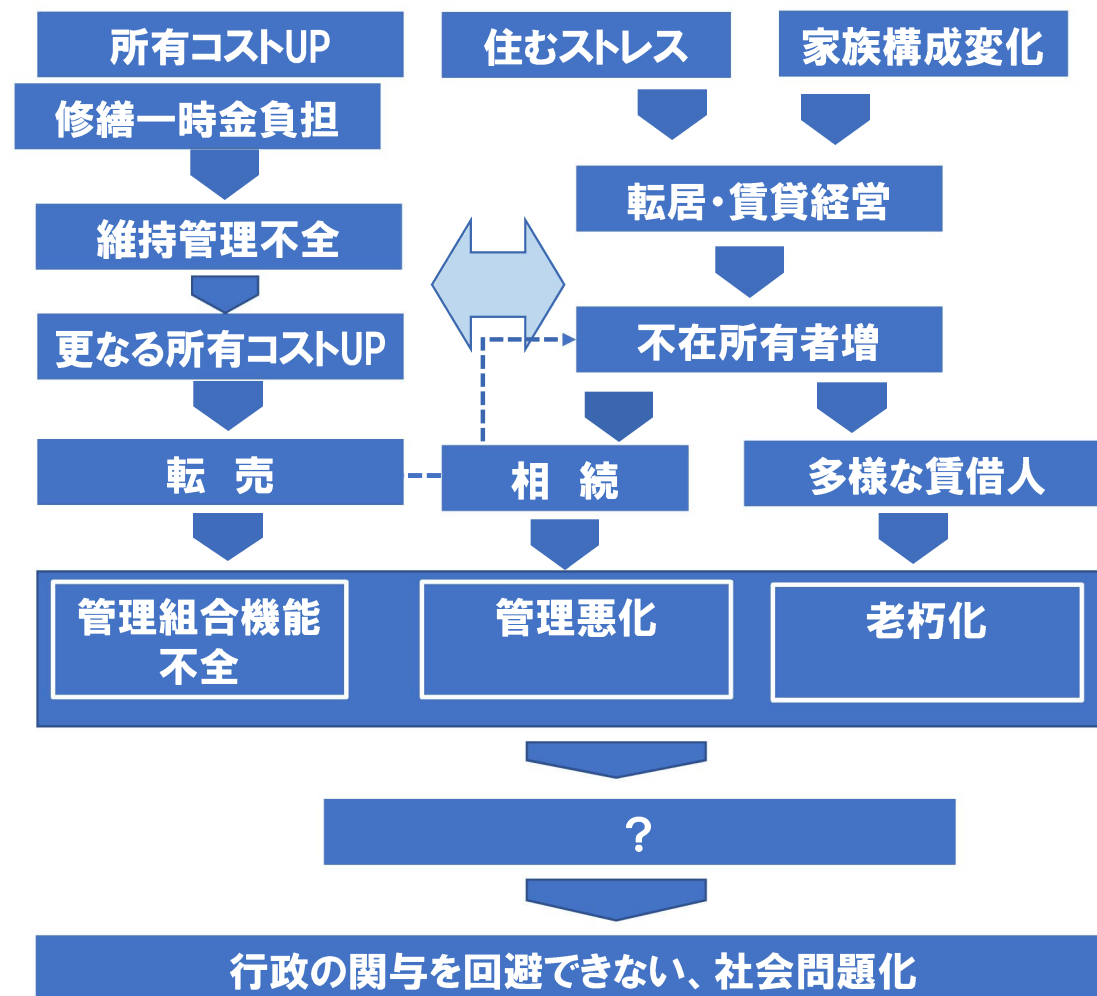 所有コストUP
住むストレス
家族構成変化
修繕一時金負担
転居・賃貸経営
維持管理不全
更なる所有コストUP
不在所有者増
転 売
相 続
多様な賃借人
管理組合機能
不全
管理悪化
老朽化
?
行政の関与を回避できない、社会問題化